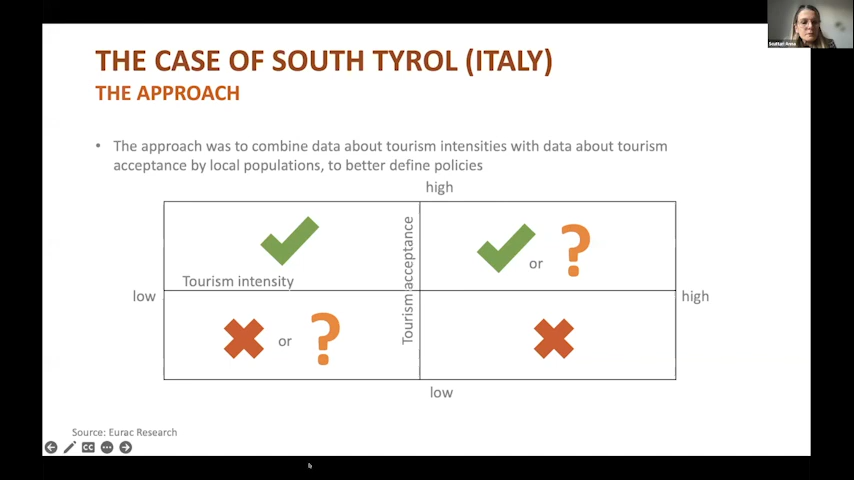 THE CASE OF SOUTH TYROL (ITALY)
THE APPROACH
• The approach was to combine data about tourism intensities with data about tourism
acceptance by local populations, to better define policies
high
Tourism acceptance
? 
or
Tourism intensity
low
high
or
?
low
Source: Eurac Research
CC